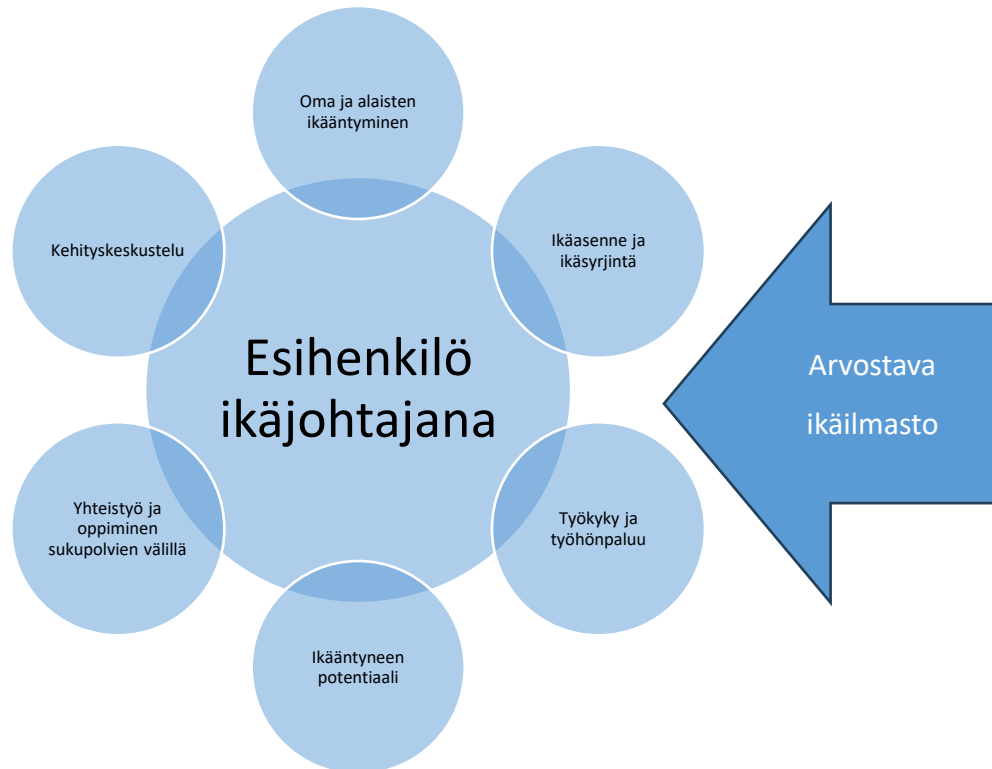 Oma ja alaisten
ikääntyminen
Ikäasenne ja
ikäsyrjintä
Työkyky ja
työhönpaluu
Ikääntyneen
potentiaali
Yhteistyö ja
oppiminen
sukupolvien välillä
Kehityskeskustelu
Esihenkilö
ikäjohtajana
Arvostava
ikäilmasto